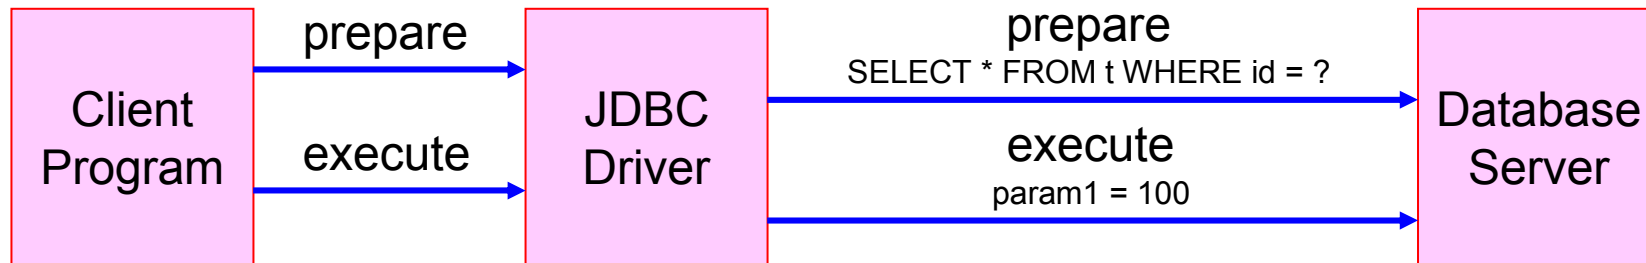 Client
Program
prepare
execute
JDBC
Driver
prepare
SELECT * FROM t WHERE id = ?
execute
param1 = 100
Database
Server